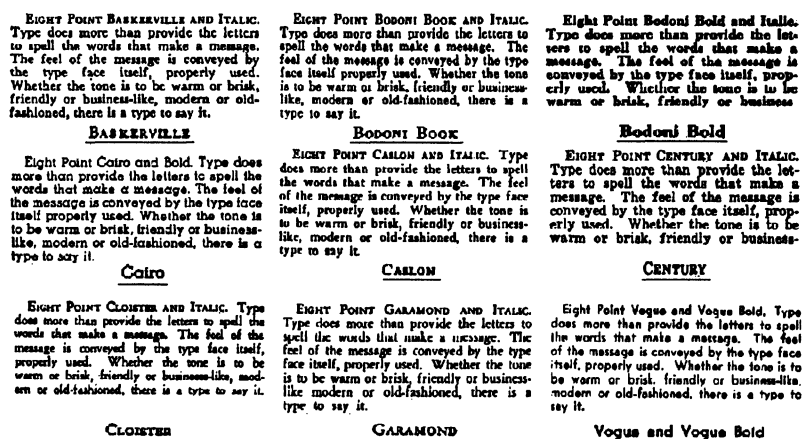 EIGHT POINT BASKERVILLE AND ITALIC.
Type does more than provide the letters
to spell the words that make a message.
The feel of the message is conveyed by
the type face itself, properly used.
Whether the tone is to be warm or brisk,
friendly or business-like, modern or old-
fashioned, there is a type to say it.
BASKERVILLE
EIGHT POINT BODONI BOOK AND ITALIC.
Type does more than provide the letters to
spell the words that make a message. The
feel of the message is conveyed by the type
face itself properly used. Whether the tone
is to be warm or brisk, friendly or business-
like, modern or old-fashioned, there is a
type to say it.
BODONI BOOK
Eight Point Bodoni Bold and Italic.
Type does more than provide the let-
ters to spell the words that make a
message. The feel of the message is
conveyed by the type face itself, prop-
erly used. Whether the tone is to be
warm or brisk, friendly or business
Bodoni Bold
Eight Point Cairo and Bold. Type does
more than provide the letters to spell the
words that make a message. The feel of
the message is conveyed by the type face
itself properly used. Whether the tone is
to be warm or brisk, friendly or business-
like, modern or old-fashioned, there is a
type to say it.
Cairo
EIGHT POINT CASLON AND ITALIC. Type
does more than provide the letters to spell
the words that make a message. The feel
of the message is conveyed by the type face
itself, properly used. Whether the tone is
to be warm or brisk, friendly or business-
like, modern or old-fashioned, there is a
type to say it.
CASLON
EIGHT POINT CENTURY AND ITALIC.
Type does more than provide the let-
ters to spell the words that make a
message. The feel of the message is
conveyed by the type face itself, prop-
erly used. Whether the tone is to be
warm or brisk, friendly or business-
CENTURY
EIGHT POINT CLOISTER AND ITALIC. Type
does more than provide the letters to spell the
words that make a message. The feel of the
message is conveyed by the type face itself,
properly used. Whether the tone is to be
warm or brisk, friendly or business-like, mod-
ern or old-fashioned, there is a type to say it.
CLOISTER
EIGHT POINT GARAMOND AND ITALIC.
Type does more than provide the letters to
spell the words that make a message. The
feel of the message is conveyed by the type
face itself, properly used. Whether the tone
is to be warm or brisk, friendly or business-
like modern or old-fashioned, there is a
type to say it.
GARAMOND
Eight Point Vogue and Vogue Bold. Type
does more than provide the letters to spell
the words that make a message. The feel
of the message is conveyed by the type face
itself, properly used. Whether the tone is to
be warm or brisk, friendly or business-like,
modern or old-fashioned, there is a type to
say it.
Vogue and Vogue Bold